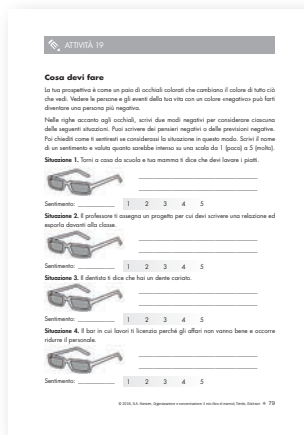 ATTIVITÀ 19
Cosa devi fare
La tua prospettiva è come un paio di occhiali colorati che cambiano il colore di tutto ciò
che vedi. Vedere le persone e gli eventi della tua vita con un colore «negativo» può farti
diventare una persona più negativa.
Nelle righe accanto agli occhiali, scrivi due modi negativi per considerare ciascuna
delle seguenti situazioni. Puoi scrivere dei pensieri negativi o delle previsioni negative.
Poi chiediti come ti sentiresti se considerassi la situazione in questo modo. Scrivi il nome
di un sentimento e valuta quanto sarebbe intenso su una scala da 1 (poco) a 5 (molto).
Situazione 1. Torni a casa da scuola e tua mamma ti dice che devi lavare i piatti.
Sentimento: 1 2 3 4 5
Situazione 2. Il professore ti assegna un progetto per cui devi scrivere una relazione ed
esporla davanti alla classe.
Sentimento: 1 2 3 4 5
Situazione 3. Il dentista ti dice che hai un dente cariato.
Sentimento: 1 2 3 4 5
Situazione 4. Il bar in cui lavori ti licenzia perché gli affari non vanno bene e occorre
ridurre il personale.
Sentimento: 1 2 3 4 5
Trento, Erickson 79